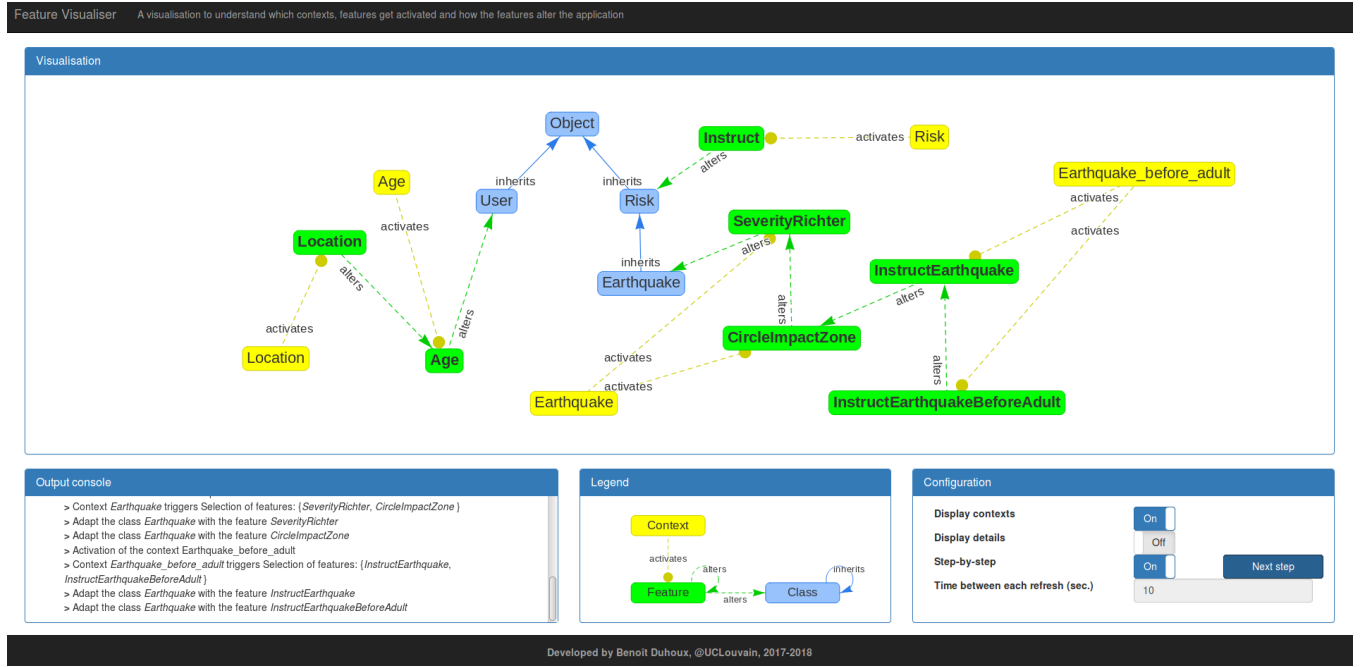 Feature Visualiser A visualisation to understand which contexts, features get activated and how the features alter the application
Visualisation
Object
Instruct
activates
Risk
alters
Earthquake_before_adult
Age
inherits
inherits
User
Risk
activates
activates
SeverityRichter
activates
Location
alters
inherits
InstructEarthquake
alters
Earthquake
alters
alters
activates
alters
CircleImpactZone
Location
Age
activates
activates
alters
Earthquake
InstructEarthquakeBeforeAdult
Output console
> Context Earthquake triggers Selection of features: {SeverityRichter, CircleImpactZone }
> Adapt the class Earthquake with the feature SeverityRichter
> Adapt the class Earthquake with the feature CircleImpactZone
> Activation of the context Earthquake_before_adult
> Context Earthquake_before_adult triggers Selection of features: {InstructEarthquake,
InstructEarthquakeBeforeAdult }
> Adapt the class Earthquake with the feature InstructEarthquake
> Adapt the class Earthquake with the feature InstructEarthquakeBeforeAdult
Legend
Context
activates
alters
inherits
Feature
Class
alters
Configuration
Display contexts
On
Display details
Off
Step-by-step
On
Next step
Time between each refresh (sec.)
10
Developed by Benoît Duhoux, @UCLouvain, 2017-2018